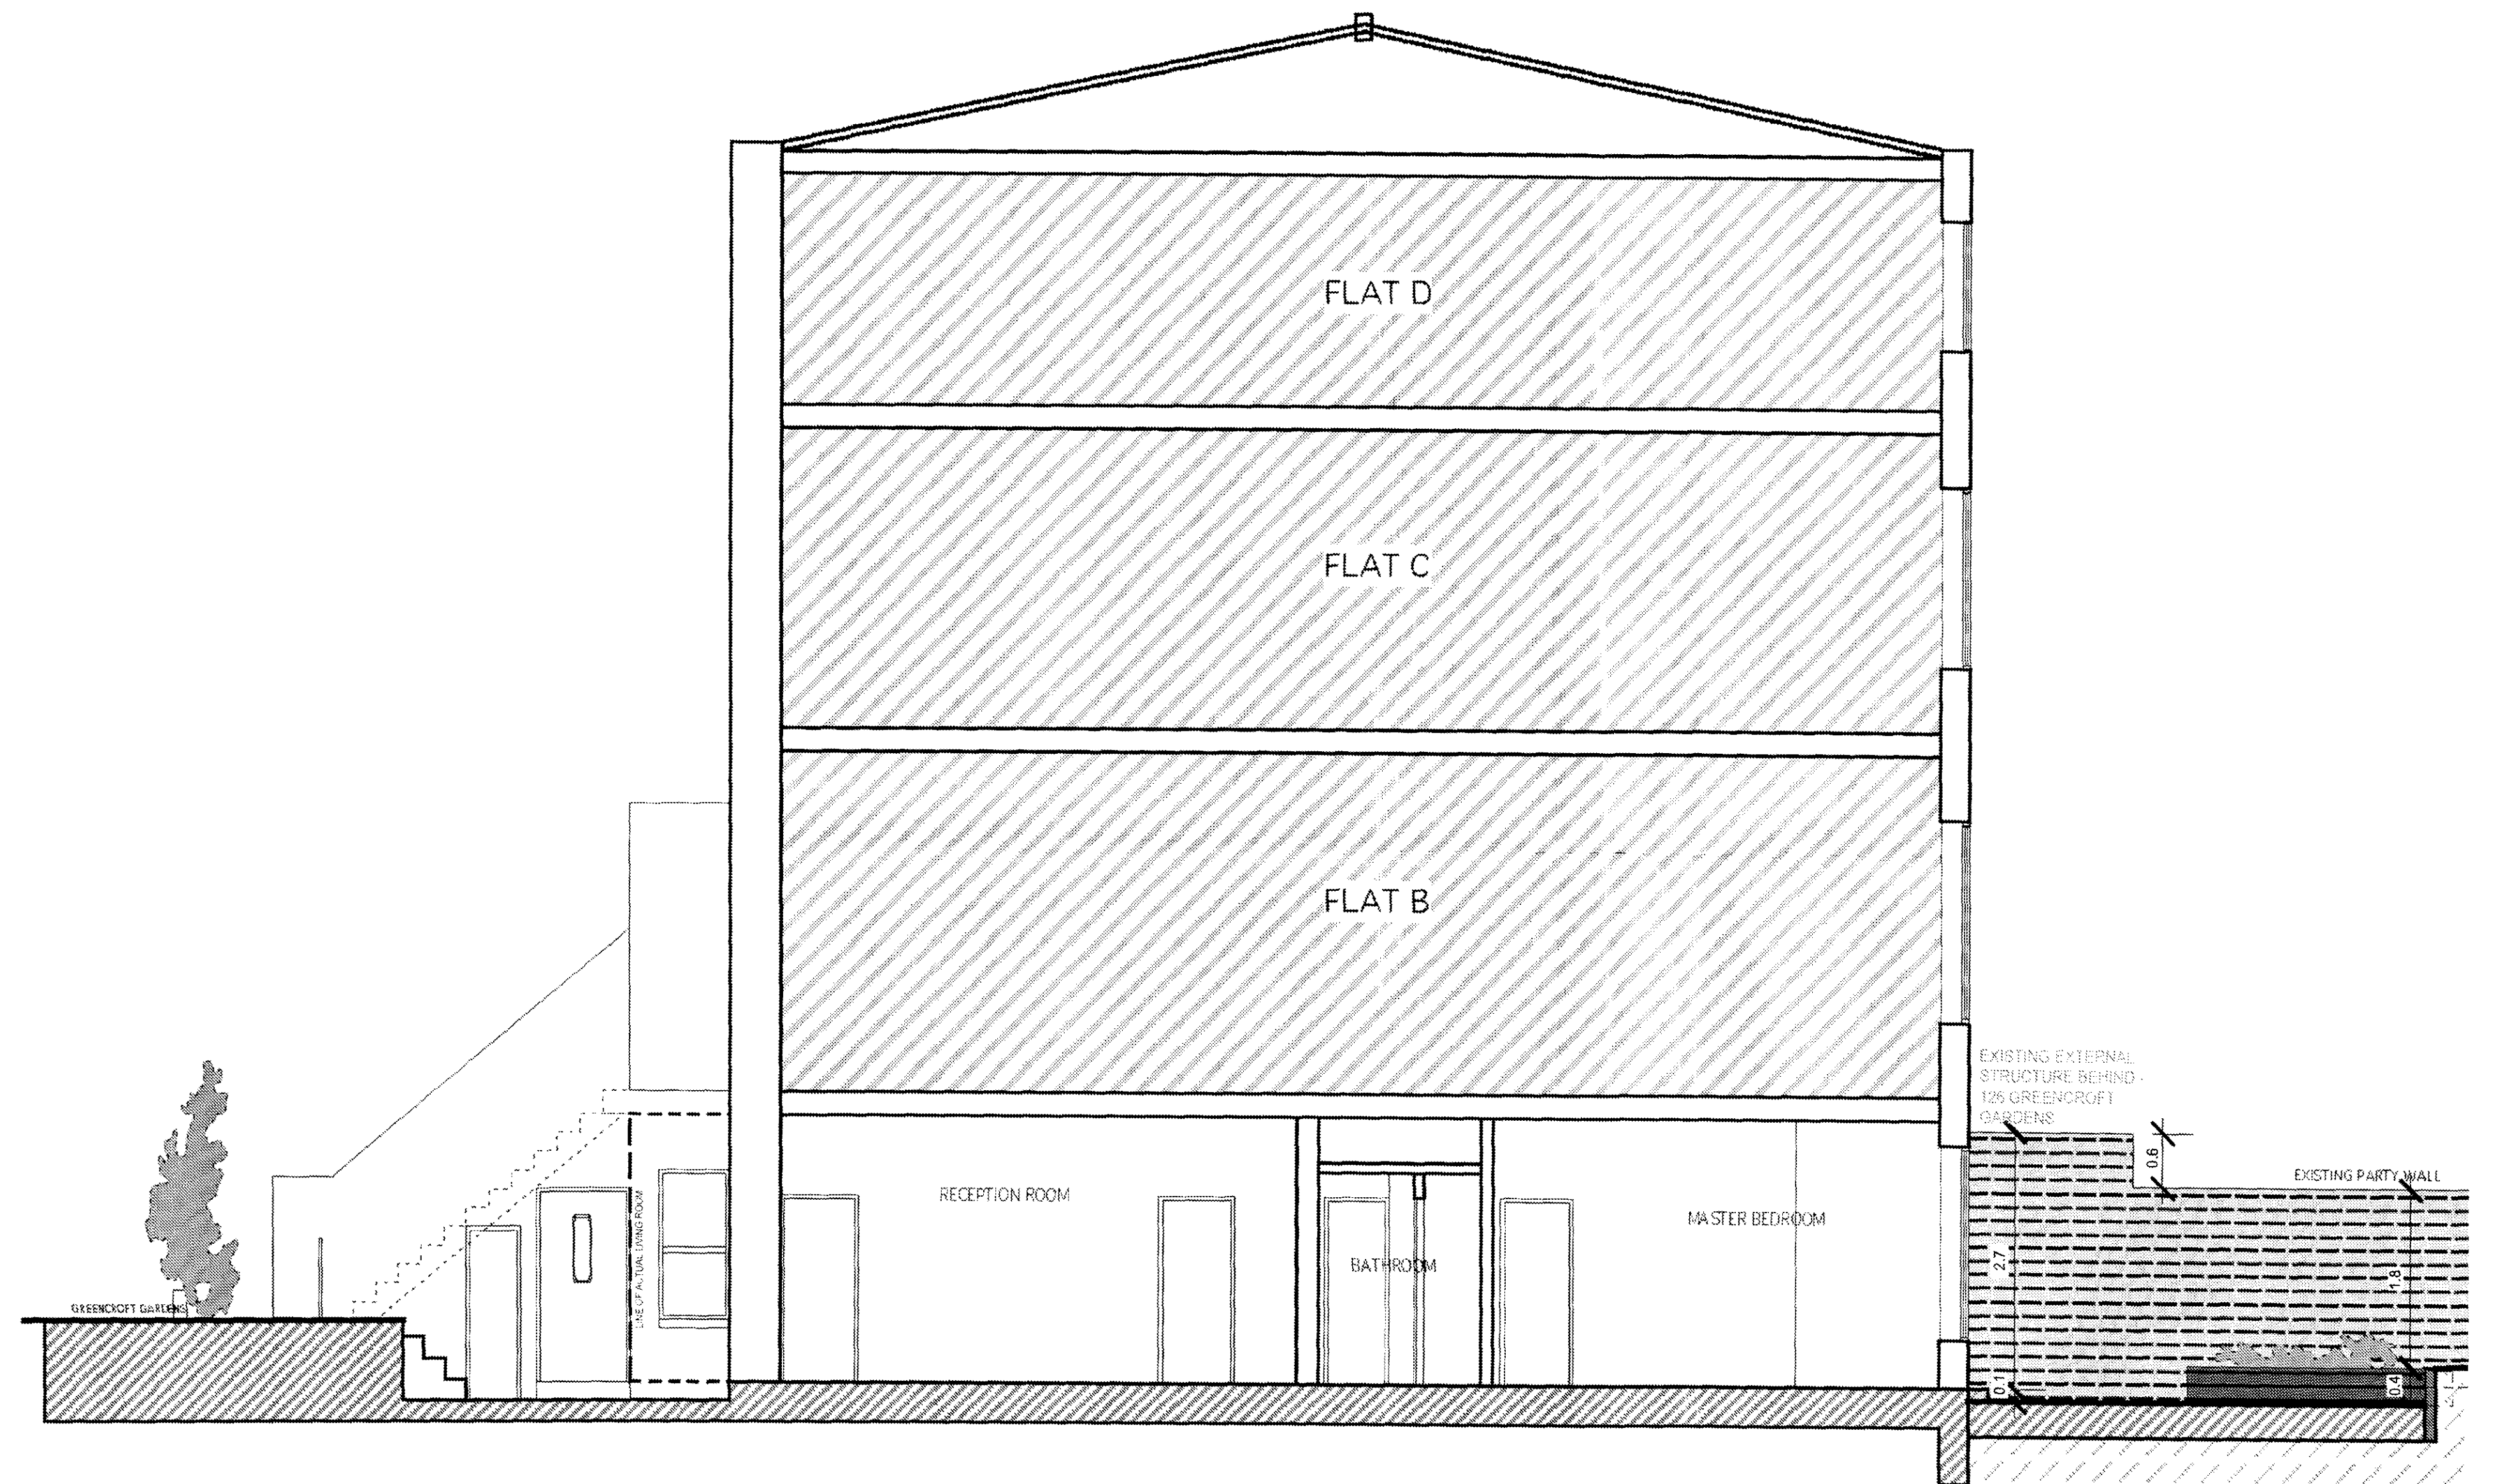 FLAT D
FLAT C
FLAT B
EXISTING EXTERNAL
STRUCTURE BEHIND -
126 GREENCROFT
GARDENS
0.6
EXISTING PARTY WALL
RECEPTION ROOM
MASTER BEDROOM
BATHROOM
LINE OF ACTUAL LIVING ROOM
2.7
1.8
GREENCROFT GARDENS
0.1
0.4